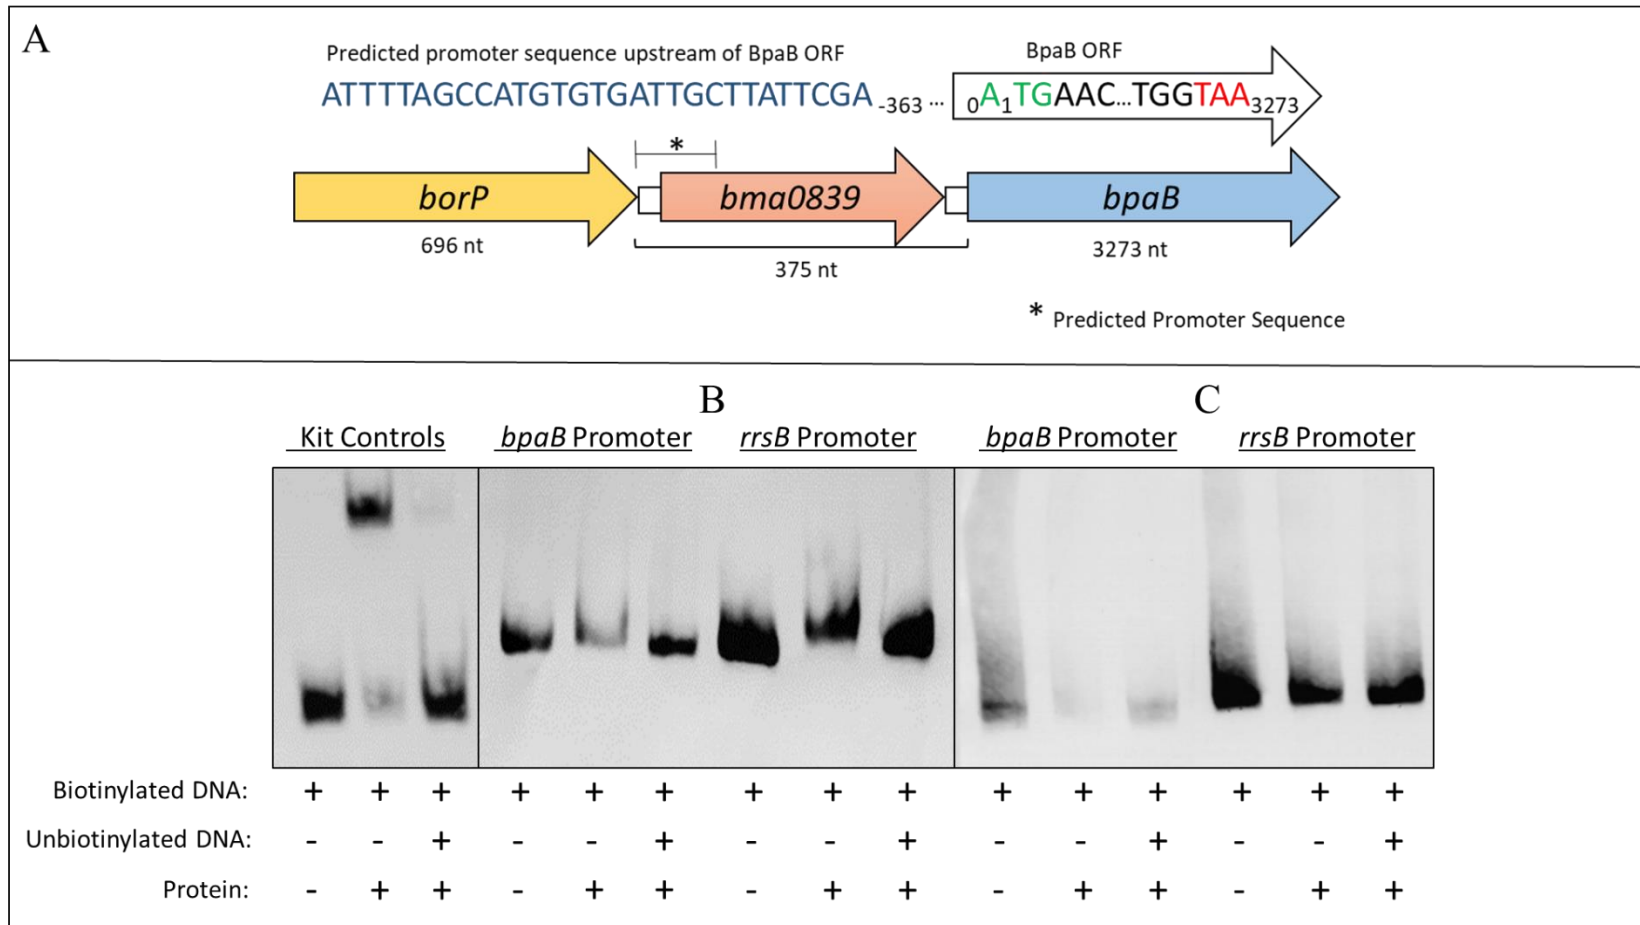 A
Predicted promoter sequence upstream of BpaB ORF
BpaB ORF
ATTTTAGCCATGTGTGATTGCTTATTCGA -363 ... 0A1TGAAC...TGGTAA3273
*
borP
bma0839
bpaB
696 nt
375 nt
3273 nt
* Predicted Promoter Sequence
B
C
Kit Controls
bpaB Promoter
rrsB Promoter
bpaB Promoter
rrsB Promoter
Biotinylated DNA: + + + + + + + + + + + + + + +
Unbiotinylated DNA: - - + - - + - - + - - + - - +
Protein: - + + - + + - + + - + + - + +